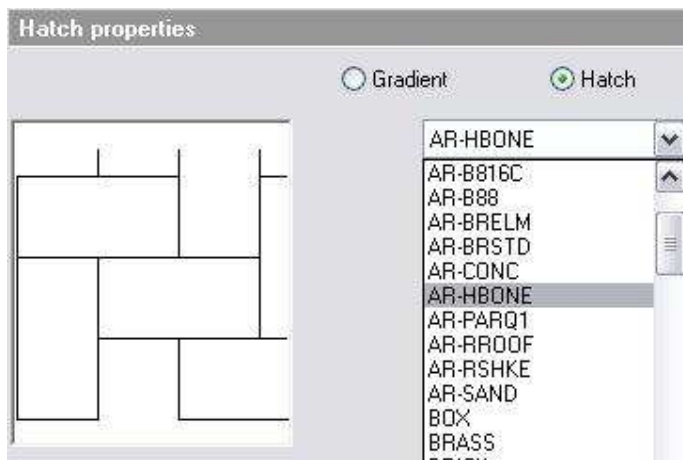 Hatch properties
Gradient
Hatch
AR-HBONE
AR-B816C
AR-B88
AR-BRELM
AR-BRSTD
AR-CONC
AR-HBONE
AR-PARQ1
AR-RROOF
AR-RSHKE
AR-SAND
BOX
BRASS